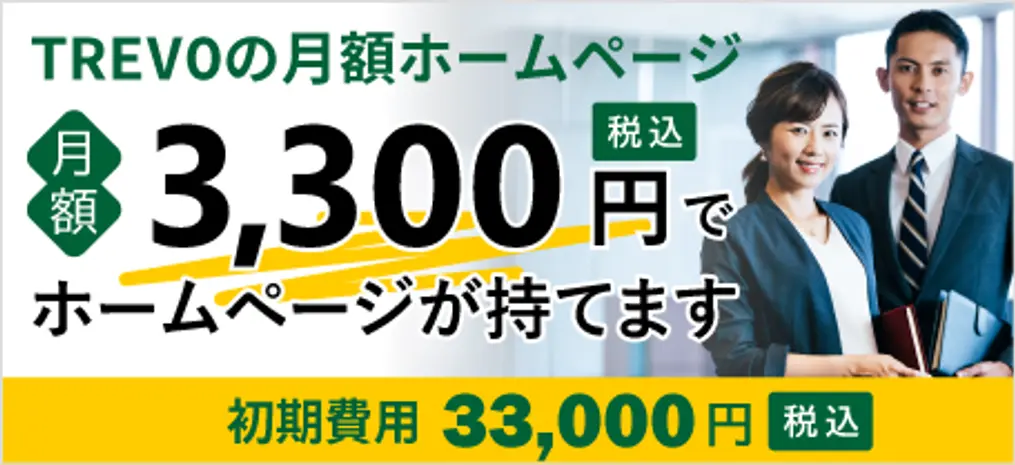 TREVOの月額ホームページ
月額 3,300円 税込 で
ホームページが持てます
初期費用 33,000円 税込